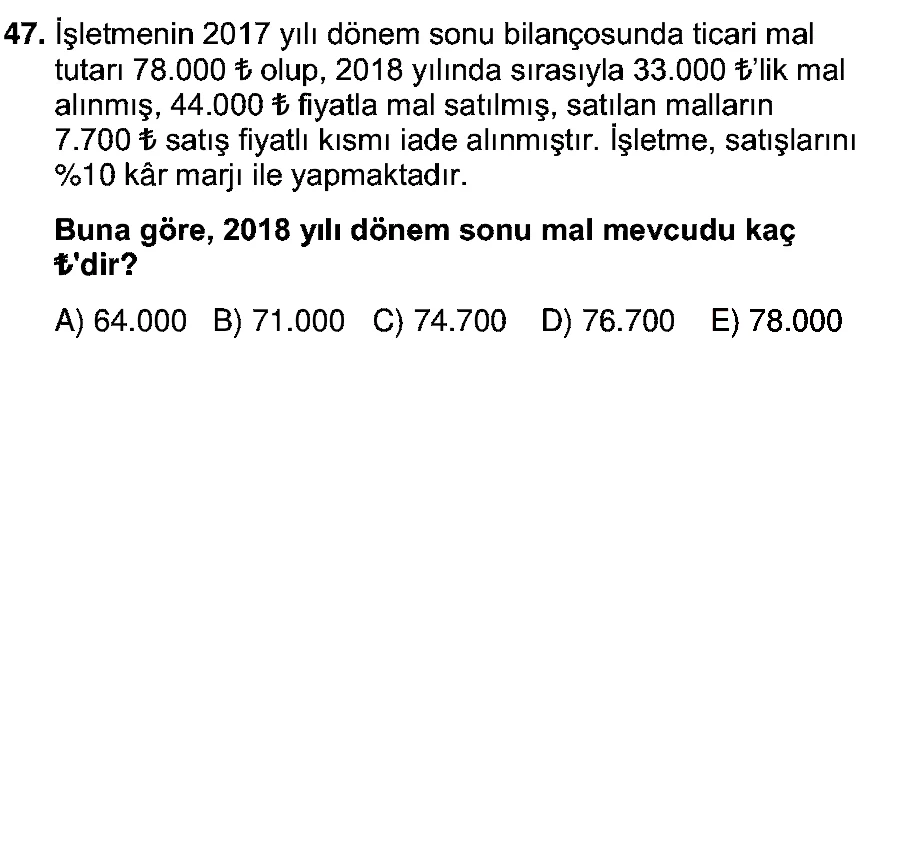 47. İşletmenin 2017 yılı dönem sonu bilançosunda ticari mal
tutarı 78.000 ₺ olup, 2018 yılında sırasıyla 33.000 ₺’lik mal
alınmış, 44.000 ₺ fiyatla mal satılmış, satılan malların
7.700 ₺ satış fiyatlı kısmı iade alınmıştır. İşletme, satışlarını
%10 kâr marjı ile yapmaktadır.
Buna göre, 2018 yılı dönem sonu mal mevcudu kaç
₺'dir?
A) 64.000 B) 71.000 C) 74.700 D) 76.700 E) 78.000